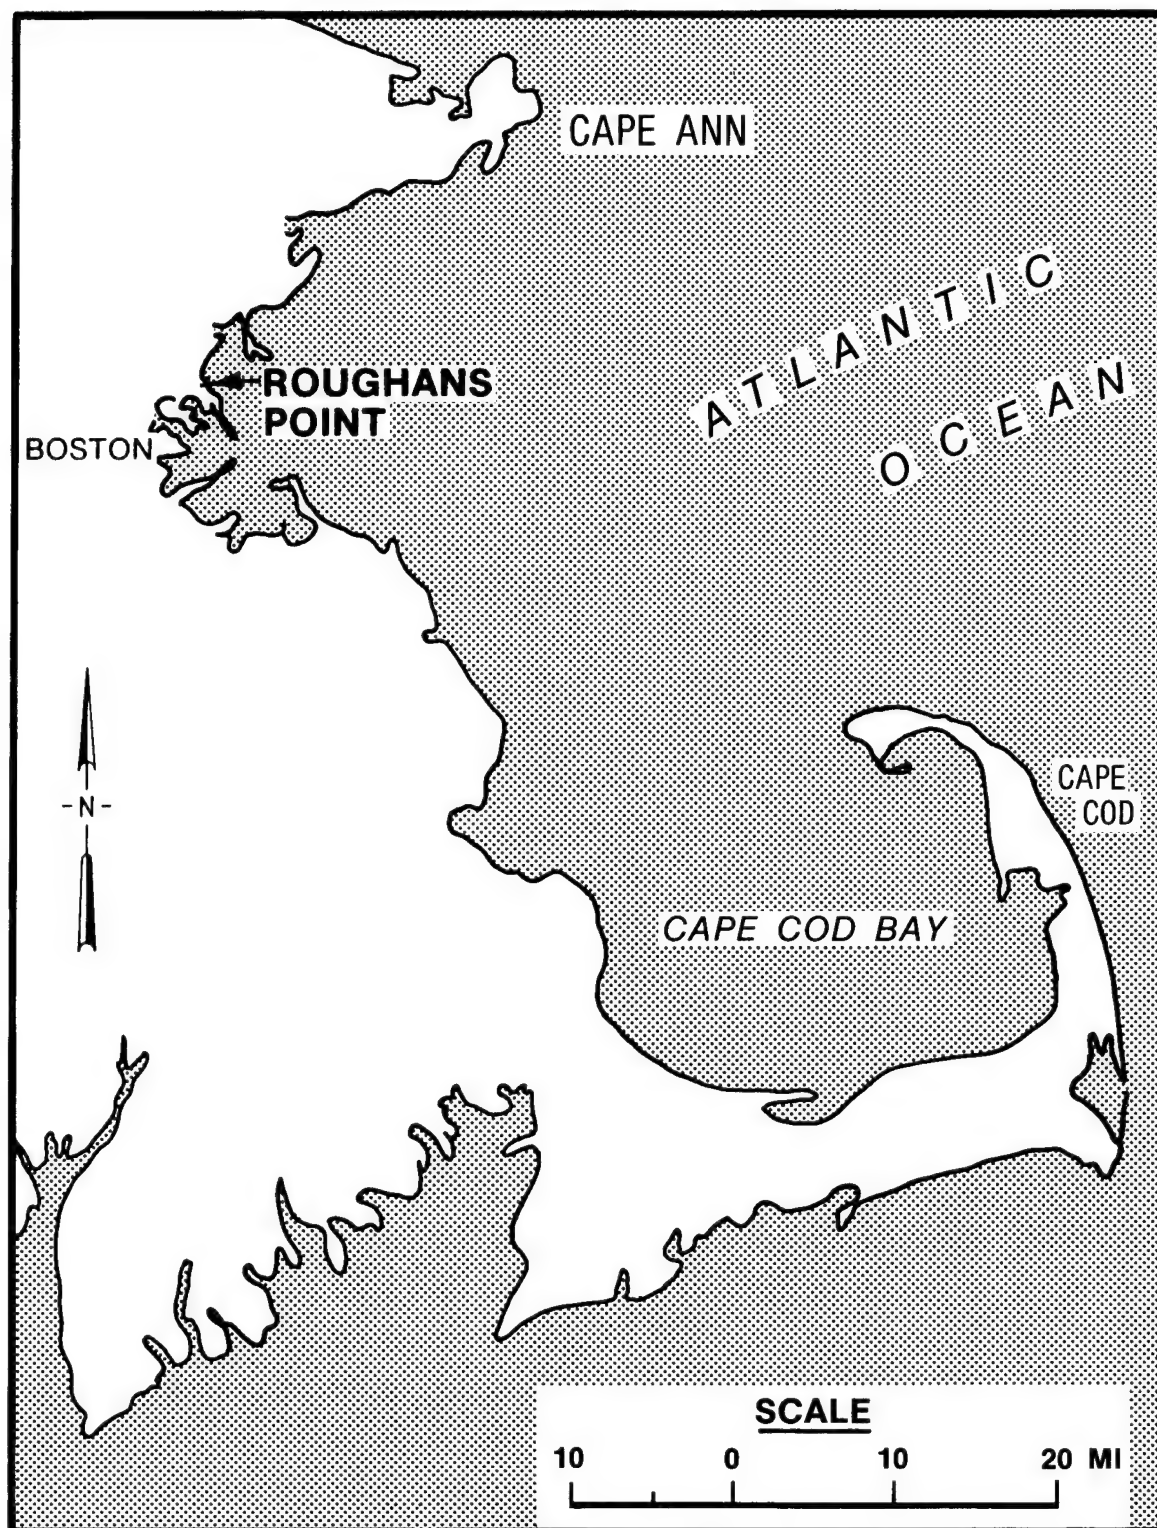 CAPE ANN
ATLANTIC
OCEAN
ROUGHANS
POINT
BOSTON
CAPE
COD
-N-
CAPE COD BAY
SCALE
10 0 10 20 MI